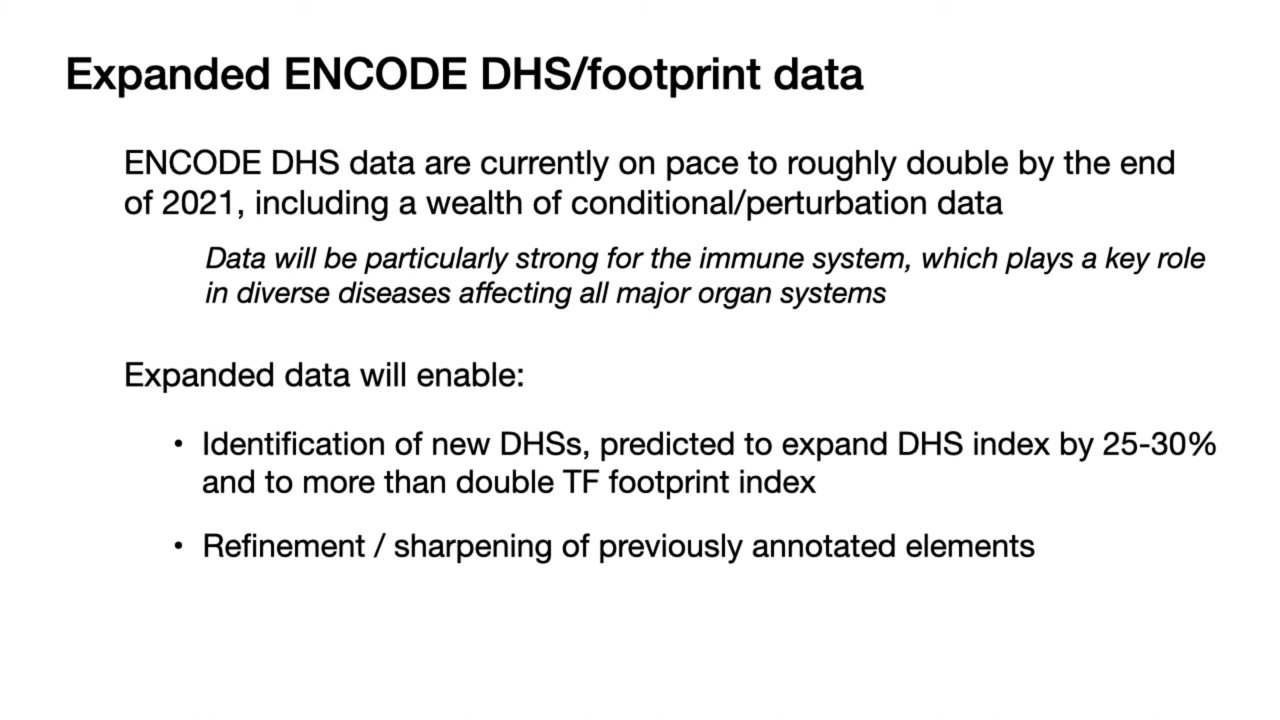 Expanded ENCODE DHS/footprint data
ENCODE DHS data are currently on pace to roughly double by the end
of 2021, including a wealth of conditional/perturbation data
Data will be particularly strong for the immune system, which plays a key role
in diverse diseases affecting all major organ systems
Expanded data will enable:
• Identification of new DHSs, predicted to expand DHS index by 25-30%
and to more than double TF footprint index
• Refinement / sharpening of previously annotated elements